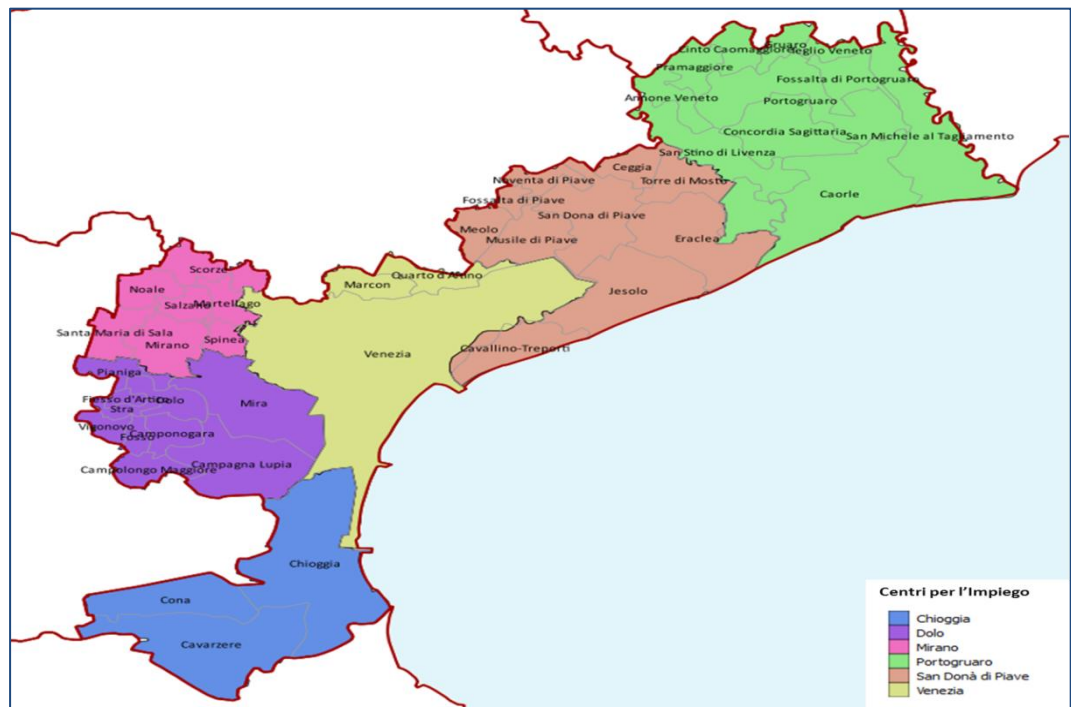 Cinto Caomaggiore
Gruaro
Teglio Veneto
Pramaggiore
Fossalta di Portogruaro
Annone Veneto
Portogruaro
Concordia Sagittaria
San Michele al Tagliamento
San Stino di Livenza
Ceggia
Noventa di Piave
Torre di Mosto
Caorle
Fossalta di Piave
San Dona di Piave
Meolo
Musile di Piave
Eraclea
Scorze
Quarto d'Altino
Marcon
Noale
Jesolo
Salzano
Martellago
Santa Maria di Sala
Spinea
Mirano
Cavallino-Treporti
Venezia
Pianiga
Fiesso d'Artico
Dolo
Mira
Stra
Vigonovo
Camponogara
Fosso
Campolongo Maggiore
Campagna Lupia
Chioggia
Cona
Cavarzere
Centri per l'Impiego
Chioggia
Dolo
Mirano
Portogruaro
San Donà di Piave
Venezia